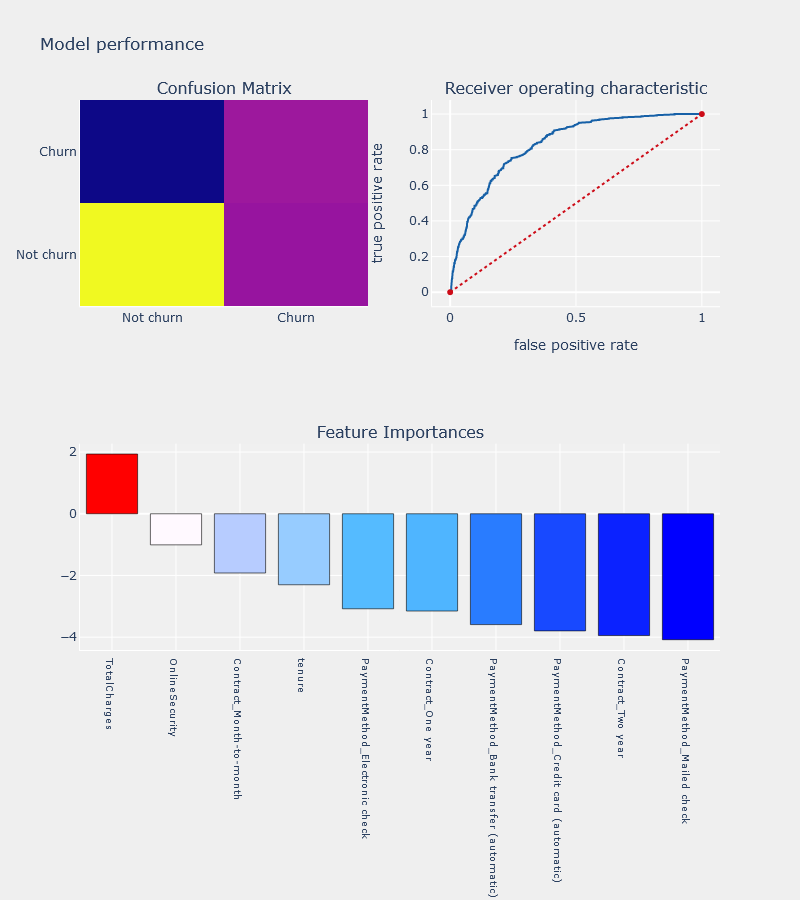 Model performance
Confusion Matrix
Churn
Not churn
Not churn
Churn
Receiver operating characteristic
true positive rate
1
0.8
0.6
0.4
0.2
0
0
0.5
1
false positive rate
Feature Importances
2
0
−2
−4
TotalCharges
OnlineSecurity
Contract_Month-to-month
tenure
PaymentMethod_Electronic check
Contract_One year
PaymentMethod_Bank transfer (automatic)
PaymentMethod_Credit card (automatic)
Contract_Two year
PaymentMethod_Mailed check